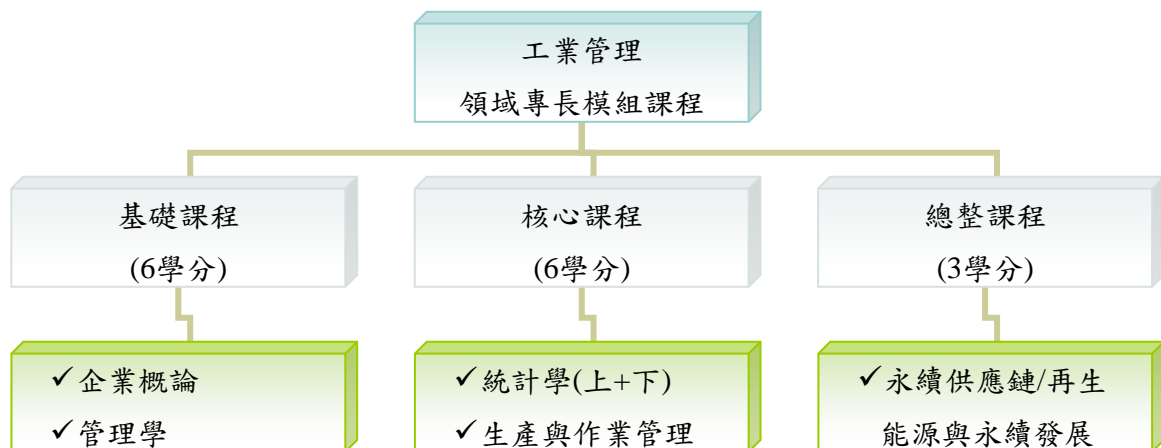 工業管理
領域專長模組課程
基礎課程
(6學分)
核心課程
(6學分)
總整課程
(3學分)
✓企業概論
✓管理學
✓統計學(上+下)
✓生產與作業管理
✓永續供應鏈/再生
能源與永續發展